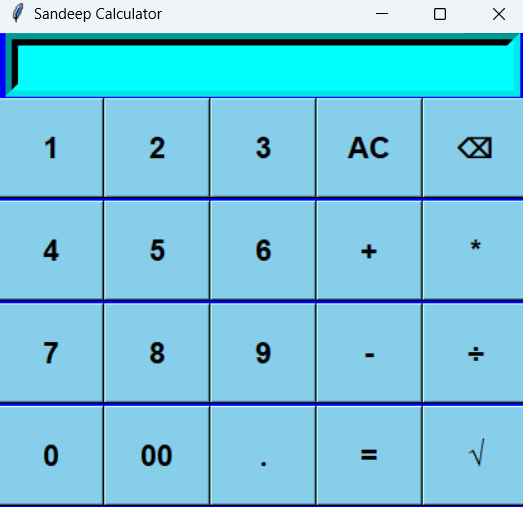 Sandeep Calculator
1 2 3 AC ⌫
4 5 6 + *
7 8 9 - ÷
0 00 . = √